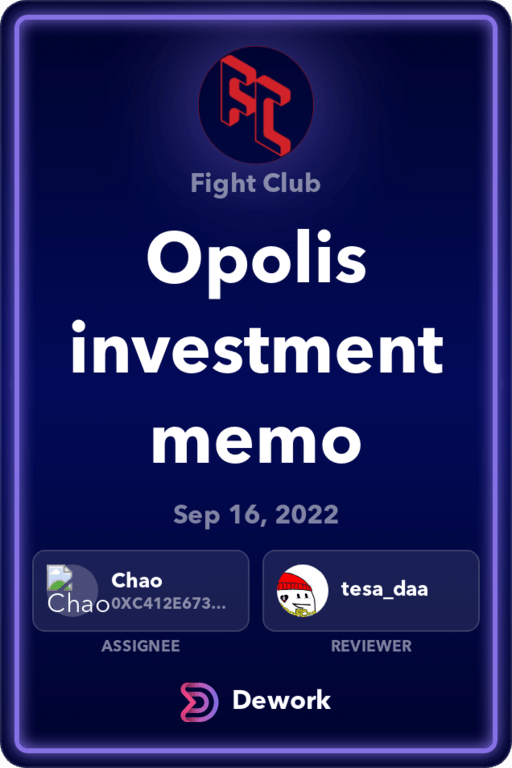 Fight Club
Opolis
investment
memo
Sep 16, 2022
Chao
Chao
0XC412E673...
tesa_daa
ASSIGNEE
REVIEWER
Dework